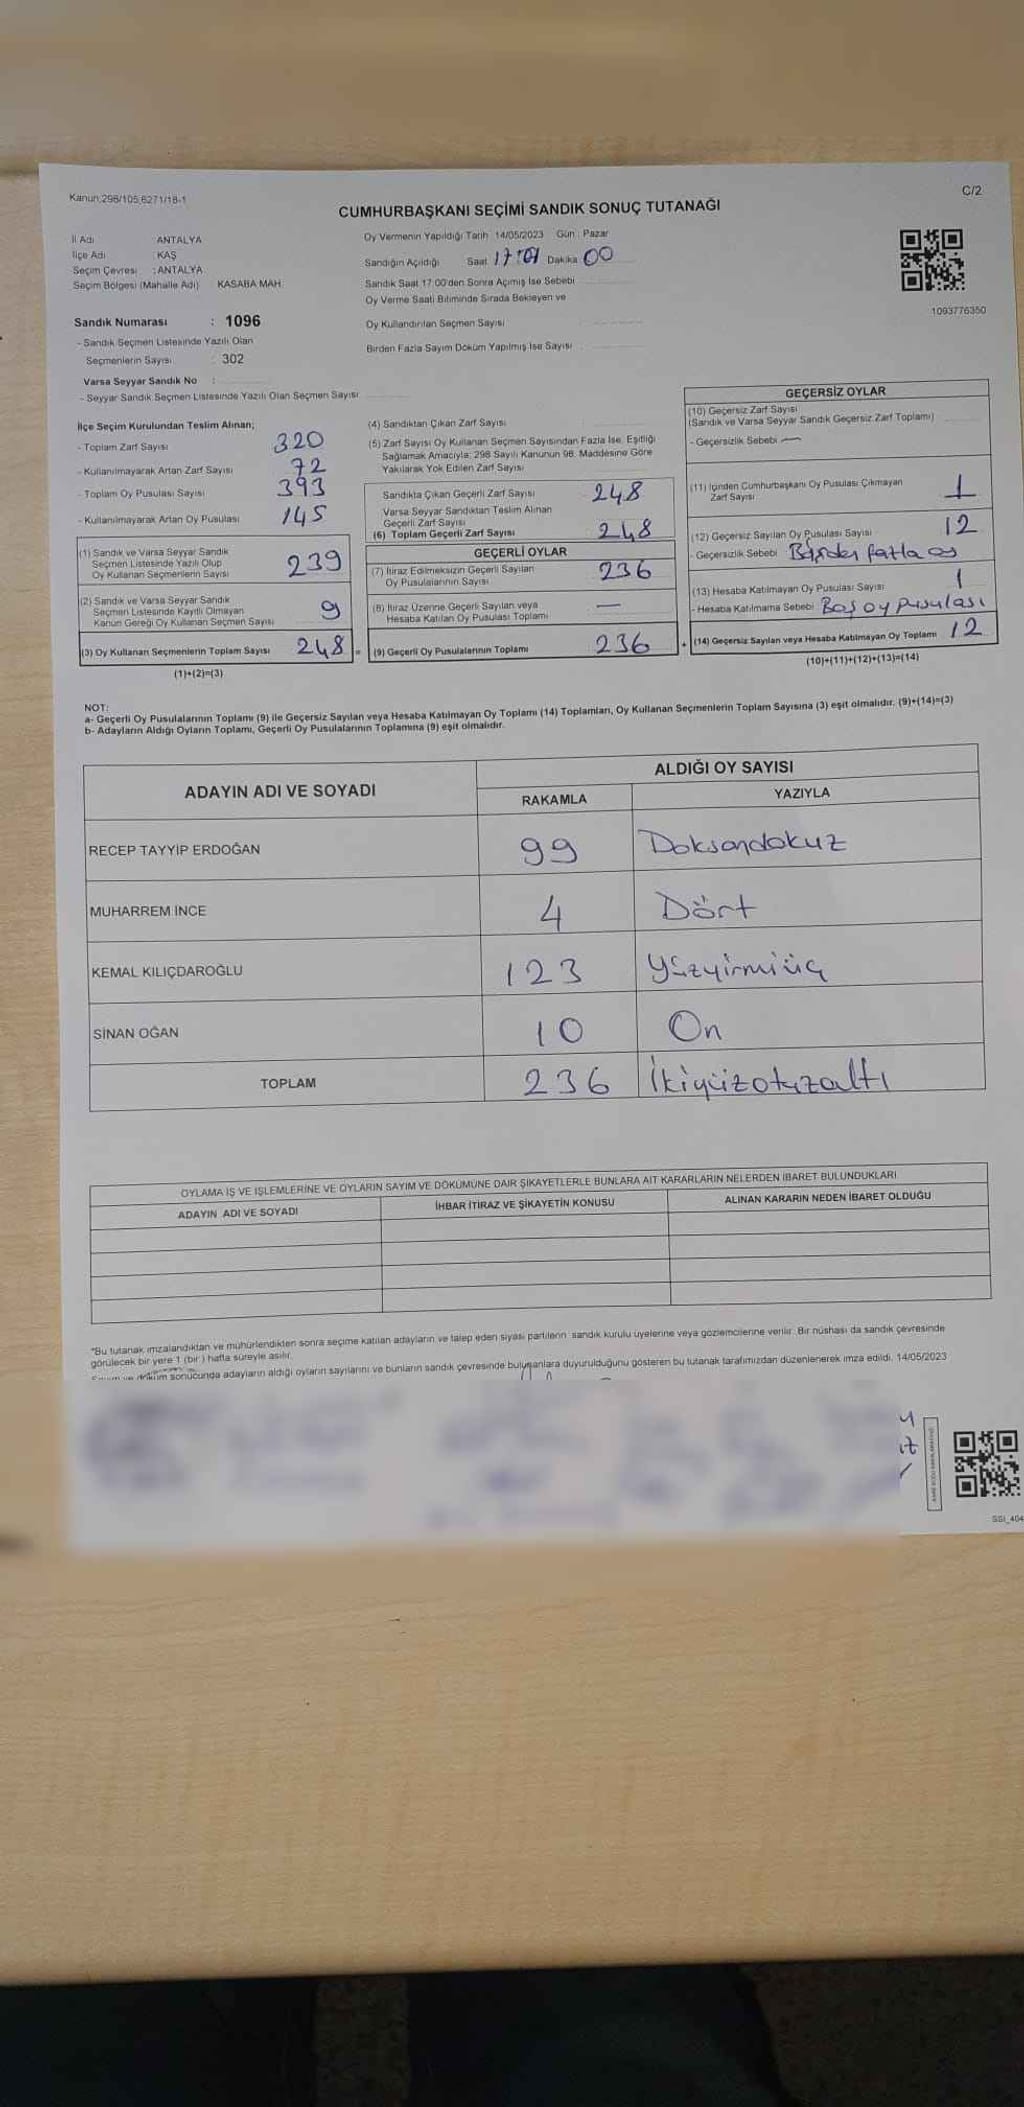 Kanun:298/105,6271/18-1
C/2
CUMHURBAŞKANI SEÇİMİ SANDIK SONUÇ TUTANAĞI
İl Adı ANTALYA
İlçe Adı KAŞ
Seçim Çevresi : ANTALYA
Seçim Bölgesi (Mahalle Adı) KASABA MAH.
Oy Vermenin Yapıldığı Tarih 14/05/2023 Gün : Pazar
Sandığın Açıldığı Saat Dakika 00
Sandık Saat 17:00'den Sonra Açımış İse Sebebi
Oy Verme Saati Bitiminde Sırada Bekleyen ve
Oy Kullandırılan Seçmen Sayısı
Birden Fazla Sayım Döküm Yapılmış İse Sayısı
1093776350
Sandık Numarası : 1096
- Sandık Seçmen Listesinde Yazılı Olan
Seçmenlerin Sayısı : 302
Varsa Seyyar Sandık No :
- Seyyar Sandık Seçmen Listesinde Yazılı Olan Seçmen Sayısı
İlçe Seçim Kurulundan Teslim Alınan;
- Toplam Zarf Sayısı 320
- Kullanılmayarak Artan Zarf Sayısı 72
- Toplam Oy Pusulası Sayısı 393
- Kullanılmayarak Artan Oy Pusulası 145
(1) Sandık ve Varsa Seyyar Sandık
Seçmen Listesinde Yazılı Olup
Oy Kullanan Seçmenlerin Sayısı 239
(2) Sandık ve Varsa Seyyar Sandık
Seçmen Listesinde Kayıtlı Olmayan
Kanun Gereği Oy Kullanan Seçmen Sayısı 9
(3) Oy Kullanan Seçmenlerin Toplam Sayısı 248 =
(1)+(2)=(3)
(4) Sandıktan Çıkan Zarf Sayısı
(5) Zarf Sayısı Oy Kullanan Seçmen Sayısından Fazla İse, Eşitliği
Sağlamak Amacıyla; 298 Sayılı Kanunun 98. Maddesine Göre
Yakılarak Yok Edilen Zarf Sayısı
Sandıkta Çıkan Geçerli Zarf Sayısı 248
Varsa Seyyar Sandıktan Teslim Alınan
Geçerli Zarf Sayısı
(6) Toplam Geçerli Zarf Sayısı 248
GEÇERLİ OYLAR
(7) İtiraz Edilmeksizin Geçerli Sayılan
Oy Pusulalarının Sayısı 236
(8) İtiraz Üzerine Geçerli Sayılan veya
Hesaba Katılan Oy Pusulası Toplamı —
(9) Geçerli Oy Pusulalarının Toplamı 236 +
GEÇERSİZ OYLAR
(10) Geçersiz Zarf Sayısı
(Sandık ve Varsa Seyyar Sandık Geçersiz Zarf Toplamı)
- Geçersizlik Sebebi —
(11) İçinden Cumhurbaşkanı Oy Pusulası Çıkmayan
Zarf Sayısı 1
(12) Geçersiz Sayılan Oy Pusulası Sayısı 12
- Geçersizlik Sebebi Birden fazla oy
(13) Hesaba Katılmayan Oy Pusulası Sayısı 1
- Hesaba Katılmama Sebebi Boş oy pusulası
(14) Geçersiz Sayılan veya Hesaba Katılmayan Oy Toplamı 12
(10)+(11)+(12)+(13)=(14)
NOT:
a- Geçerli Oy Pusulalarının Toplamı (9) ile Geçersiz Sayılan veya Hesaba Katılmayan Oy Toplamı (14) Toplamları, Oy Kullanan Seçmenlerin Toplam Sayısına (3) eşit olmalıdır. (9)+(14)=(3)
b- Adayların Aldığı Oyların Toplamı, Geçerli Oy Pusulalarının Toplamına (9) eşit olmalıdır.
ADAYIN ADI VE SOYADI
ALDIĞI OY SAYISI
RAKAMLA YAZIYLA
RECEP TAYYİP ERDOĞAN 99 Doksandokuz
MUHARREM İNCE 4 Dört
KEMAL KILIÇDAROĞLU 123 Yüzyirmiüç
SİNAN OĞAN 10 On
TOPLAM 236 İkiyüzotuzaltı
OYLAMA İŞ VE İŞLEMLERİNE VE OYLARIN SAYIM VE DÖKÜMÜNE DAİR ŞİKAYETLERLE BUNLARA AİT KARARLARIN NELERDEN İBARET BULUNDUKLARI
ADAYIN ADI VE SOYADI İHBAR İTİRAZ VE ŞİKAYETİN KONUSU ALINAN KARARIN NEDEN İBARET OLDUĞU
*Bu tutanak imzalandıktan ve mühürlendikten sonra seçime katılan adayların ve talep eden siyasi partilerin sandık kurulu üyelerine veya gözlemcilerine verilir. Bir nüshası da sandık çevresinde
görülecek bir yere 1 (bir) hafta süreyle asılır.
Sayım ve döküm sonucunda adayların aldığı oyların sayılarını ve bunların sandık çevresinde bulunanlara duyurulduğunu gösteren bu tutanak tarafımızdan düzenlenerek imza edildi. 14/05/2023